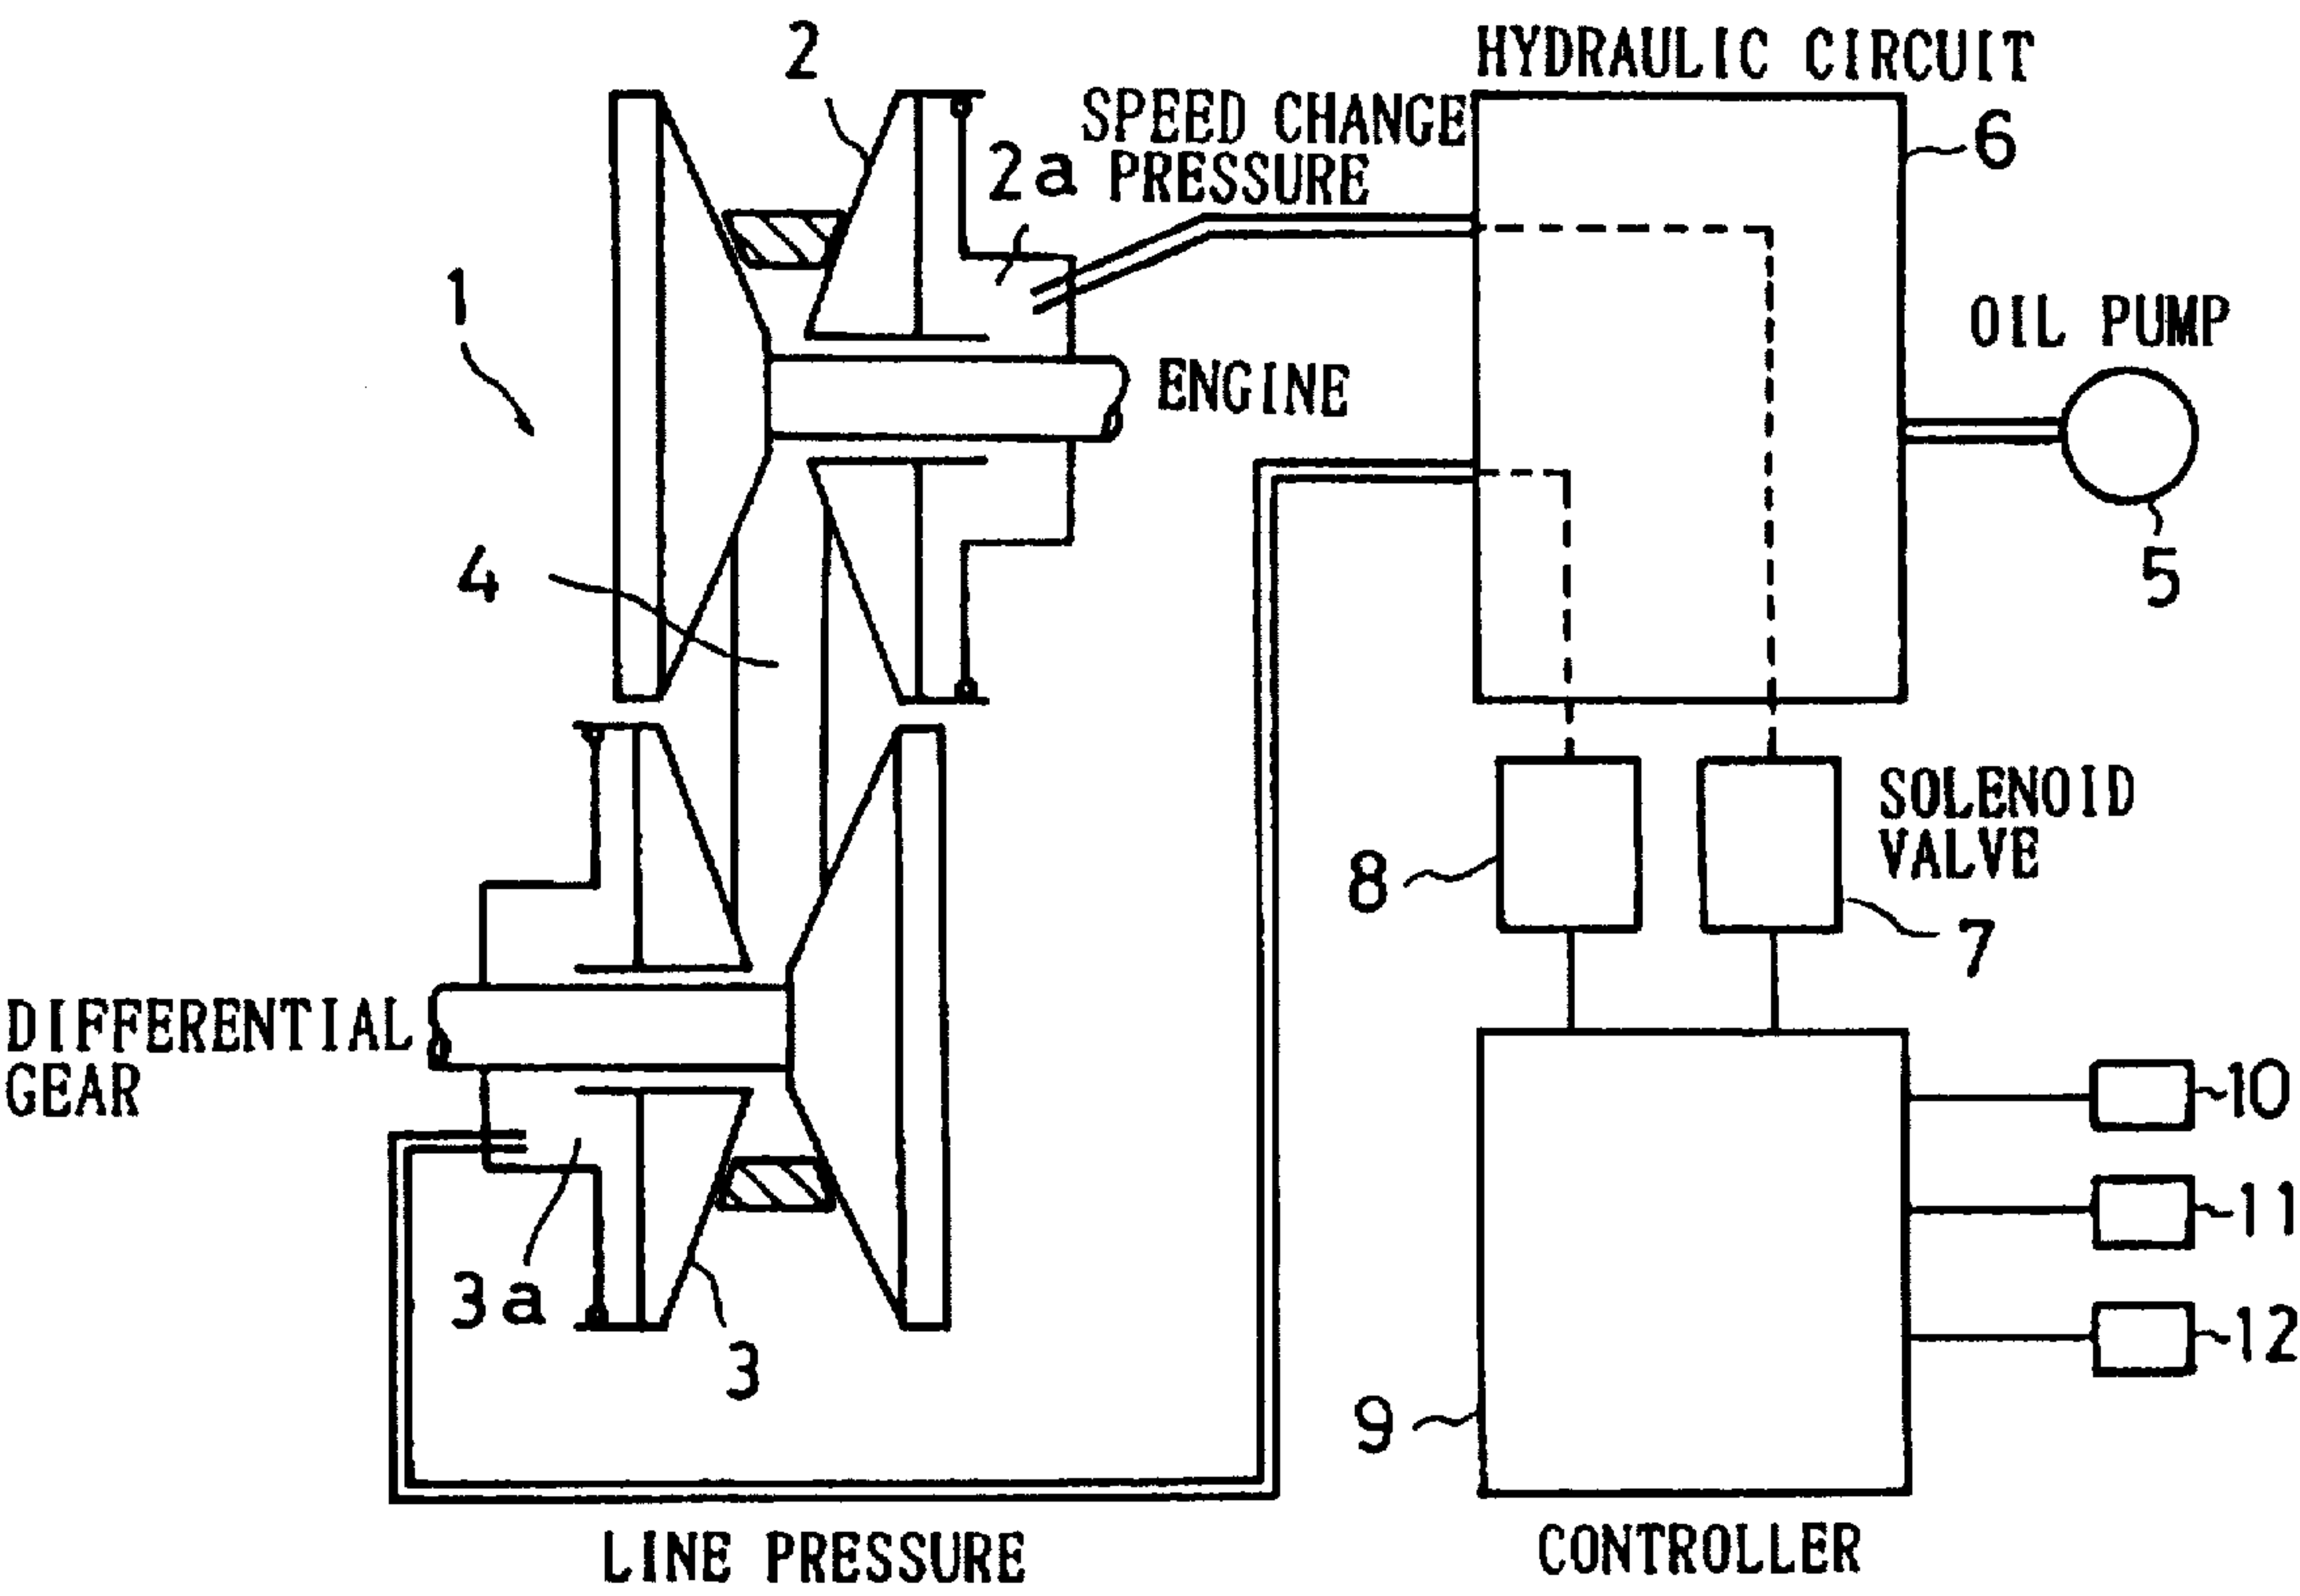 2
HYDRAULIC CIRCUIT
SPEED CHANGE
2a PRESSURE
6
1
OIL PUMP
ENGINE
4
5
SOLENOID
VALVE
8
7
DIFFERENTIAL
GEAR
10
11
3a
12
3
9
LINE PRESSURE
CONTROLLER